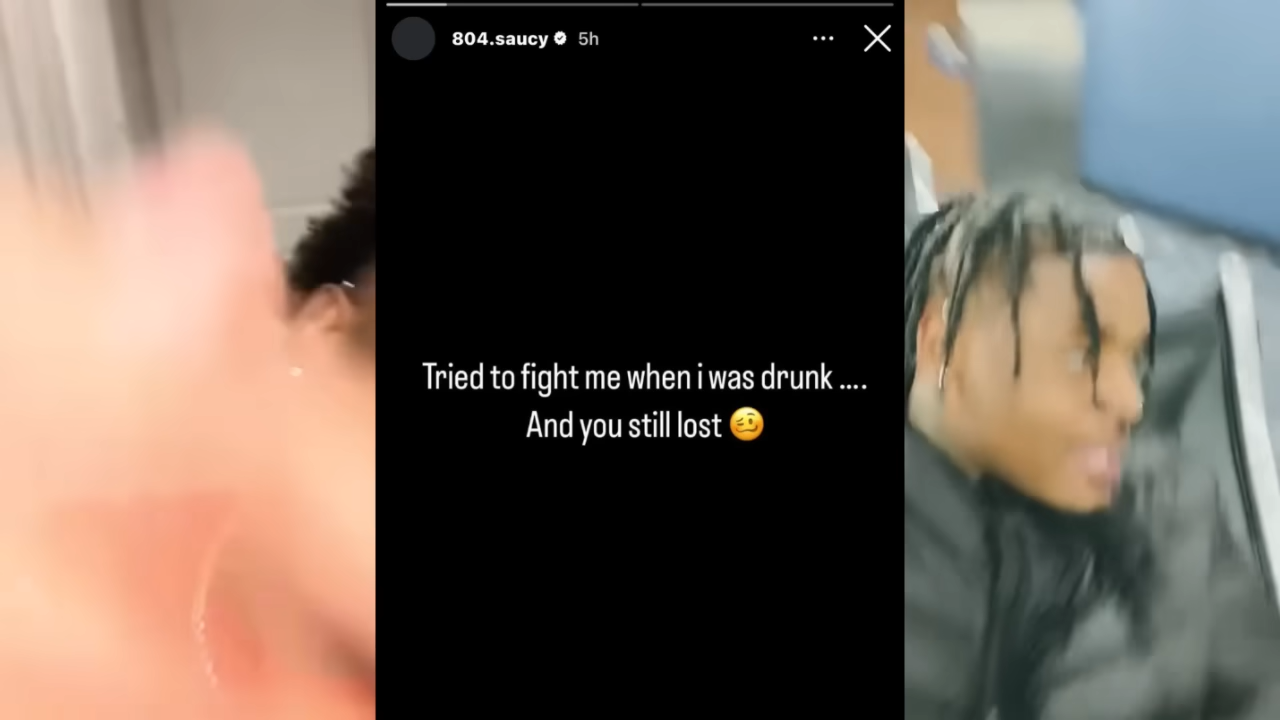 804.saucy 5h
Tried to fight me when i was drunk ....
And you still lost 🥴